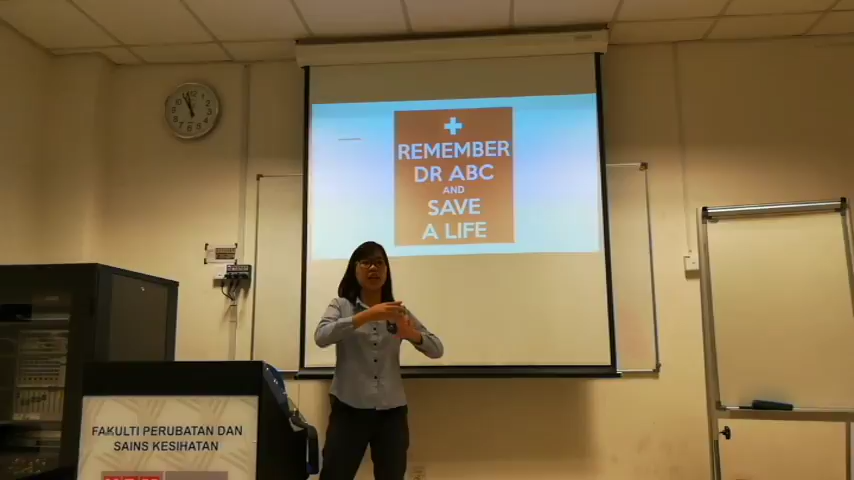 REMEMBER
DR ABC
AND
SAVE
A LIFE
FAKULTI PERUBATAN DAN
SAINS KESIHATAN